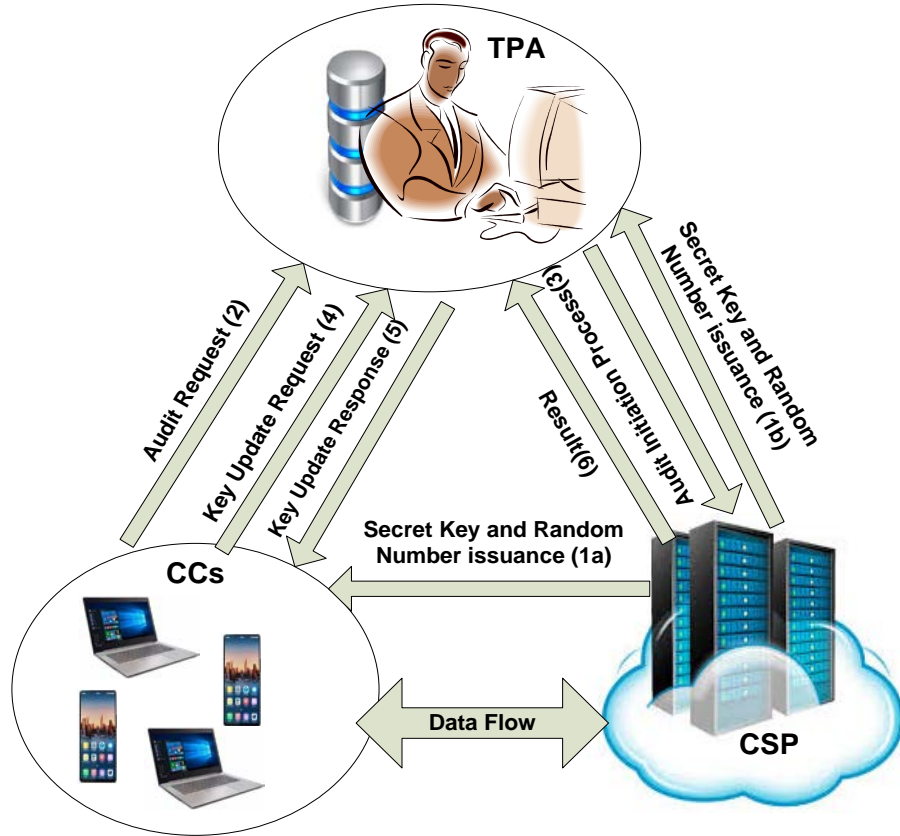 TPA
Secret Key and Random
Number issuance (1b)
Audit Initiation Process(3)
Result(6)
Audit Request (2)
Key Update Request (4)
Key Update Response (5)
Secret Key and Random
Number issuance (1a)
CCs
Data Flow
CSP